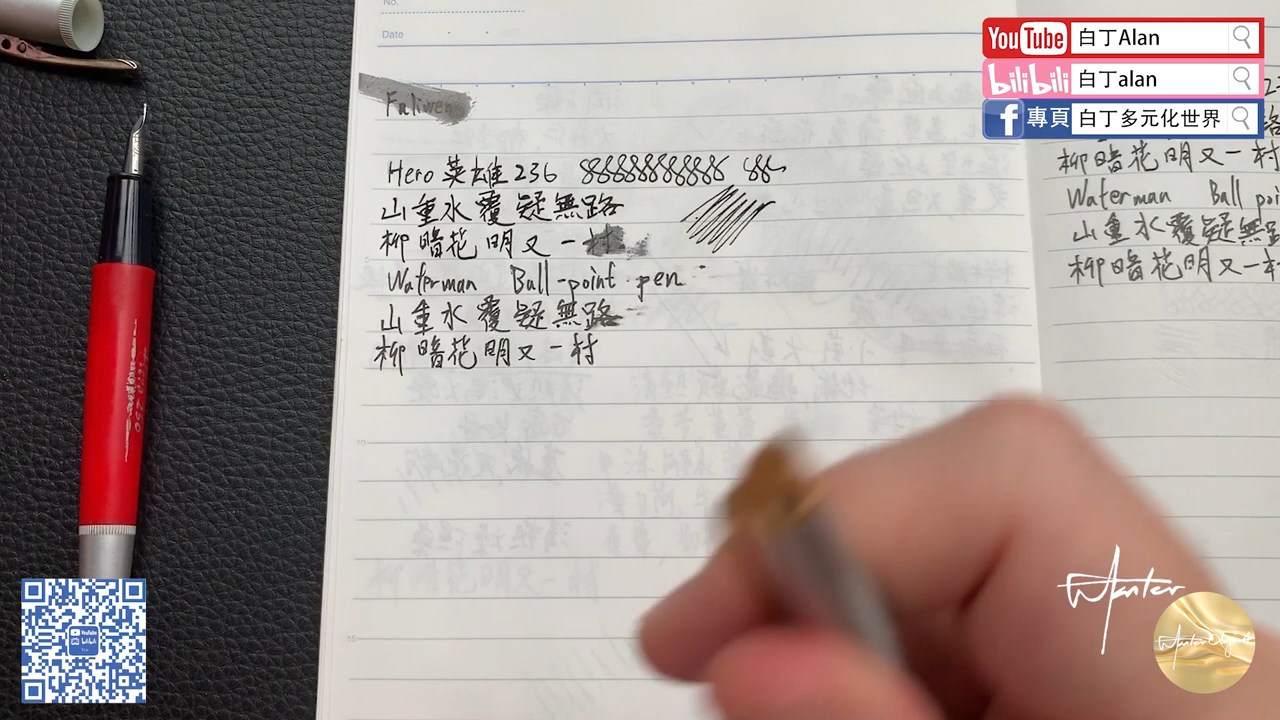 No.
Date
Faliwen
Hero 英雄 236
山重水覆疑無路
柳暗花明又一村
Waterman Ball-point pen
山重水覆疑無路
柳暗花明又一村
柳暗花明又一村
Waterman Ball poi
山重水覆疑無路
柳暗花明又一村
YouTube 白丁Alan
bilibili 白丁alan
f 專頁 白丁多元化世界